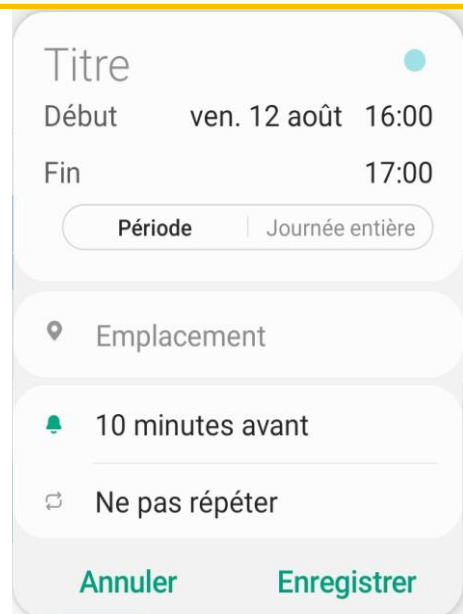 Titre
Début ven. 12 août 16:00
Fin 17:00
Période Journée entière
Emplacement
10 minutes avant
Ne pas répéter
Annuler Enregistrer